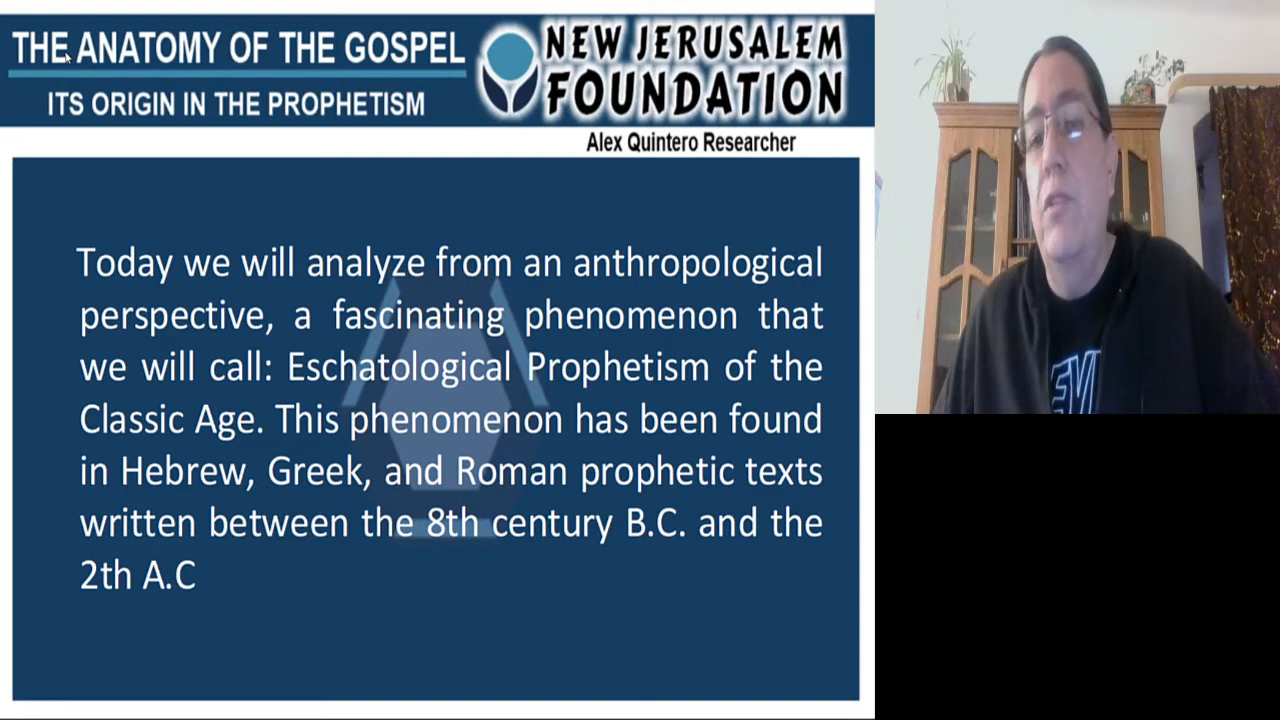 THE ANATOMY OF THE GOSPEL
ITS ORIGIN IN THE PROPHETISM
NEW JERUSALEM
FOUNDATION
Alex Quintero Researcher
Today we will analyze from an anthropological
perspective, a fascinating phenomenon that
we will call: Eschatological Prophetism of the
Classic Age. This phenomenon has been found
in Hebrew, Greek, and Roman prophetic texts
written between the 8th century B.C. and the
2th A.C